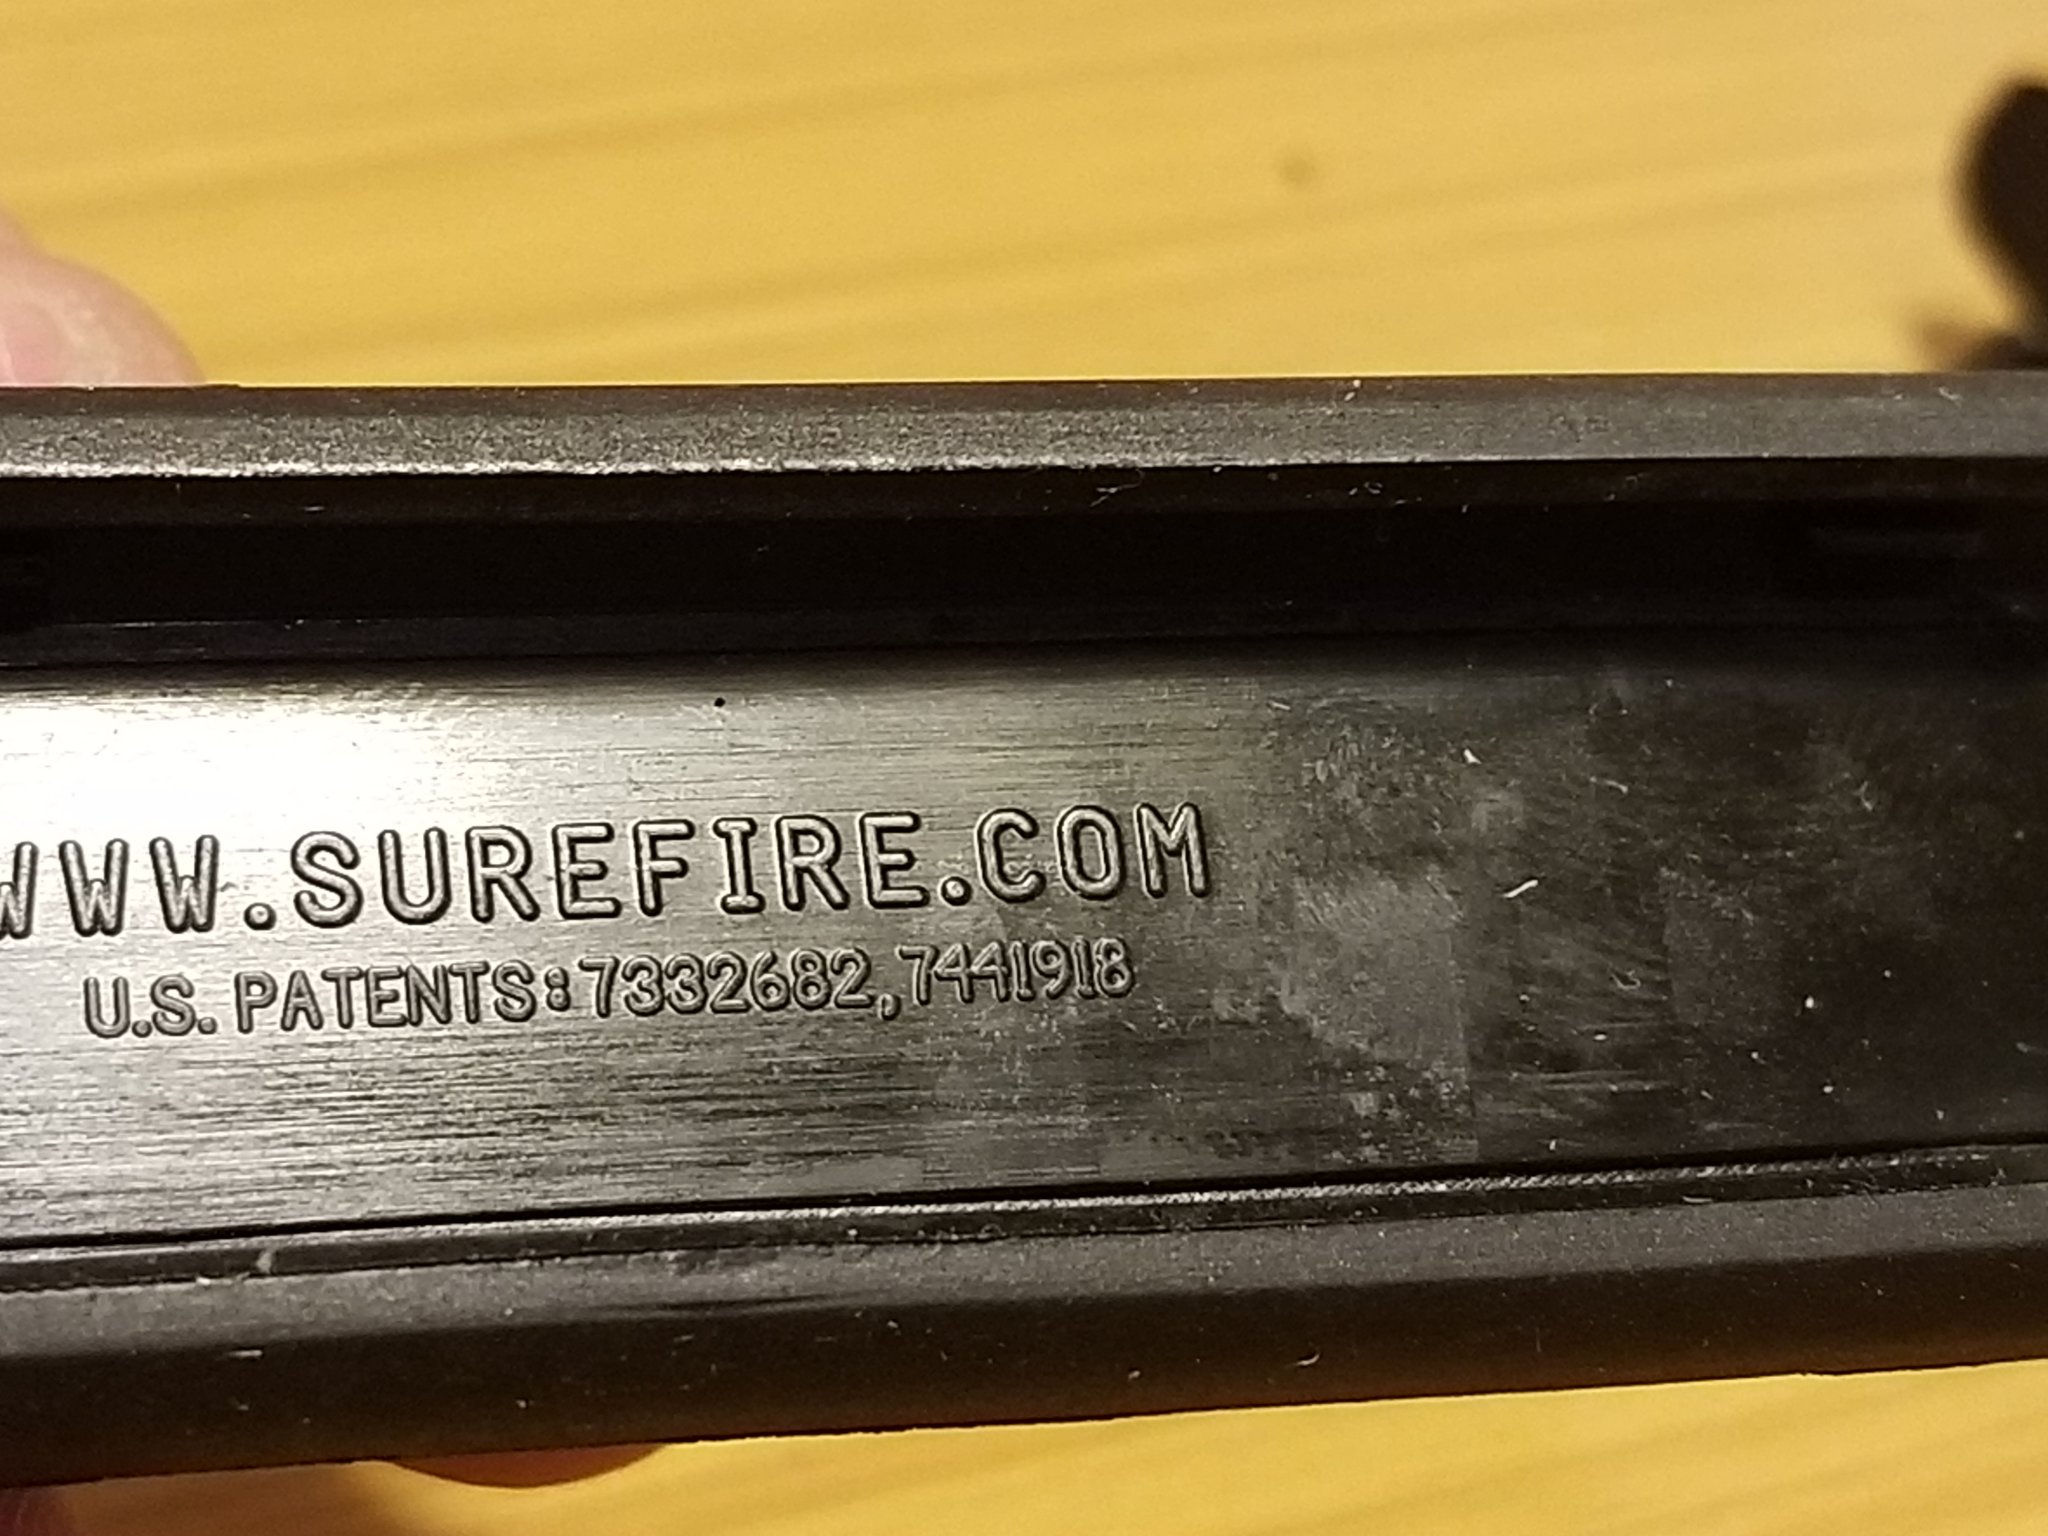 WWW.SUREFIRE.COM
U.S. PATENTS:7332682,7441918